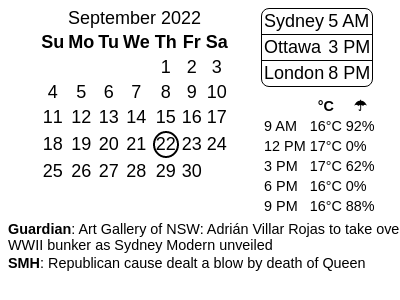 September 2022
Su Mo Tu We Th Fr Sa
1 2 3
4 5 6 7 8 9 10
11 12 13 14 15 16 17
18 19 20 21 22 23 24
25 26 27 28 29 30
Sydney 5 AM
Ottawa 3 PM
London 8 PM
°C ☂
9 AM 16°C 92%
12 PM 17°C 0%
3 PM 17°C 62%
6 PM 16°C 0%
9 PM 16°C 88%
Guardian: Art Gallery of NSW: Adrián Villar Rojas to take ove
WWII bunker as Sydney Modern unveiled
SMH: Republican cause dealt a blow by death of Queen